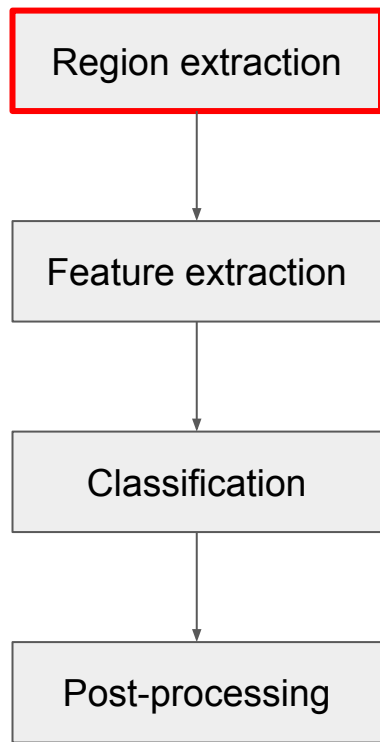 Region extraction
Feature extraction
Classification
Post-processing